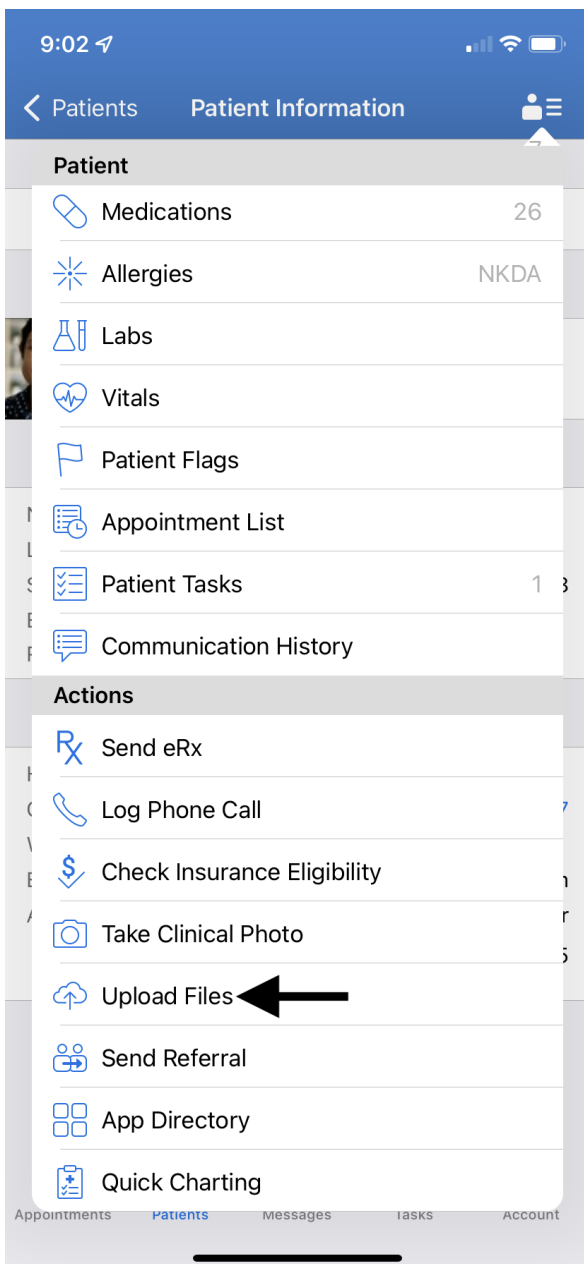 9:02
Patients Patient Information
Patient
Medications 26
Allergies NKDA
Labs
Vitals
Patient Flags
Appointment List
Patient Tasks 1
Communication History
Actions
Rx Send eRx
Log Phone Call
$ Check Insurance Eligibility
Take Clinical Photo
Upload Files
Send Referral
App Directory
Quick Charting
Appointments Patients Messages Tasks Account